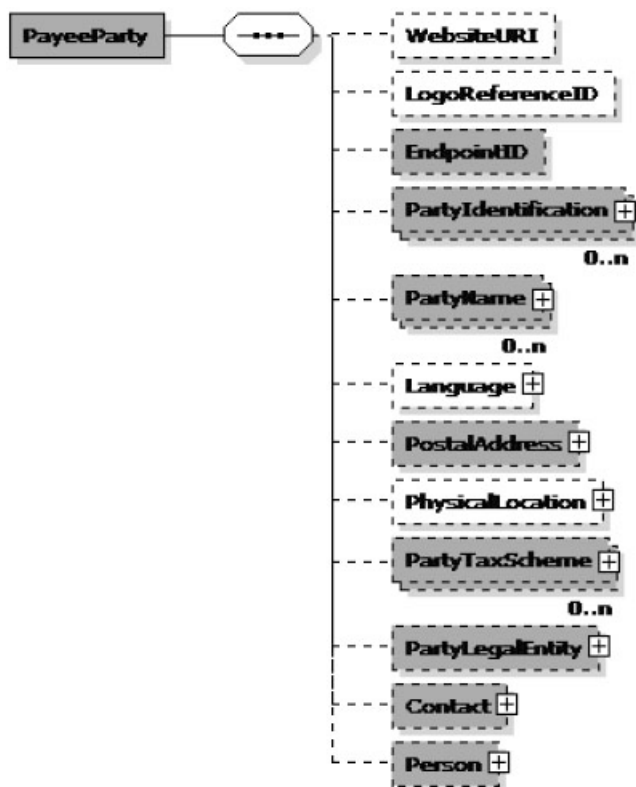 PayeeParty
WebsiteURI
LogoReferenceID
EndpointID
PartyIdentification
0..n
PartyName
0..n
Language
PostalAddress
PhysicalLocation
PartyTaxScheme
0..n
PartyLegalEntity
Contact
Person